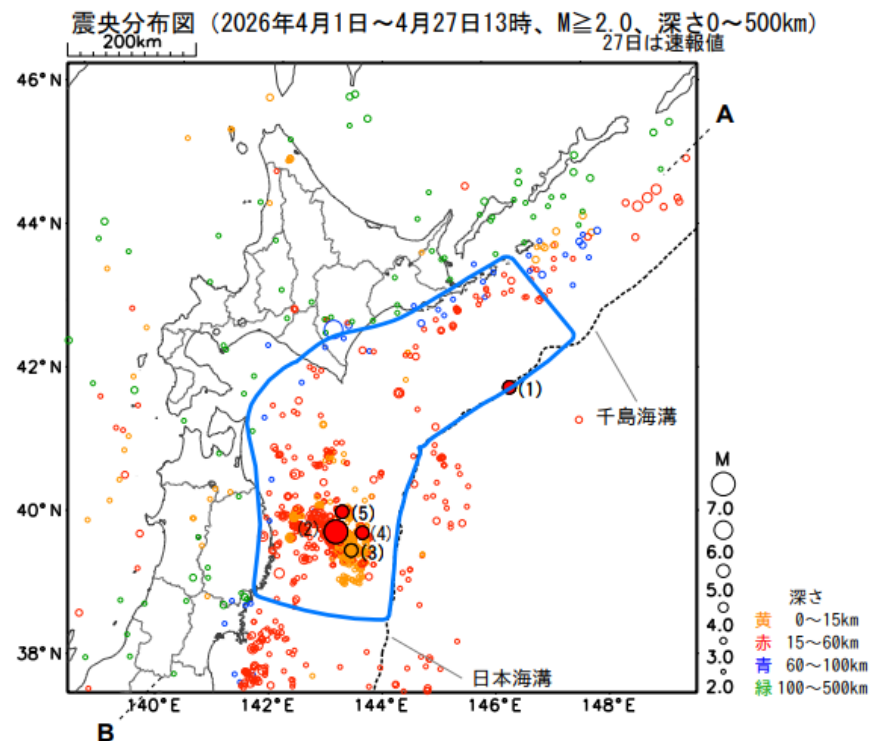 震央分布図（2026年4月1日～4月27日13時、M≧2.0、深さ0～500km）
200km
27日は速報値
46°N
A
44°N
42°N
(1)
千島海溝
M
40°N
(5)
(2)
(4)
(3)
7.0
6.0
5.0
4.0
3.0
2.0
深さ
黄 0～15km
赤 15～60km
青 60～100km
緑 100～500km
38°N
日本海溝
140°E
142°E
144°E
146°E
148°E
B